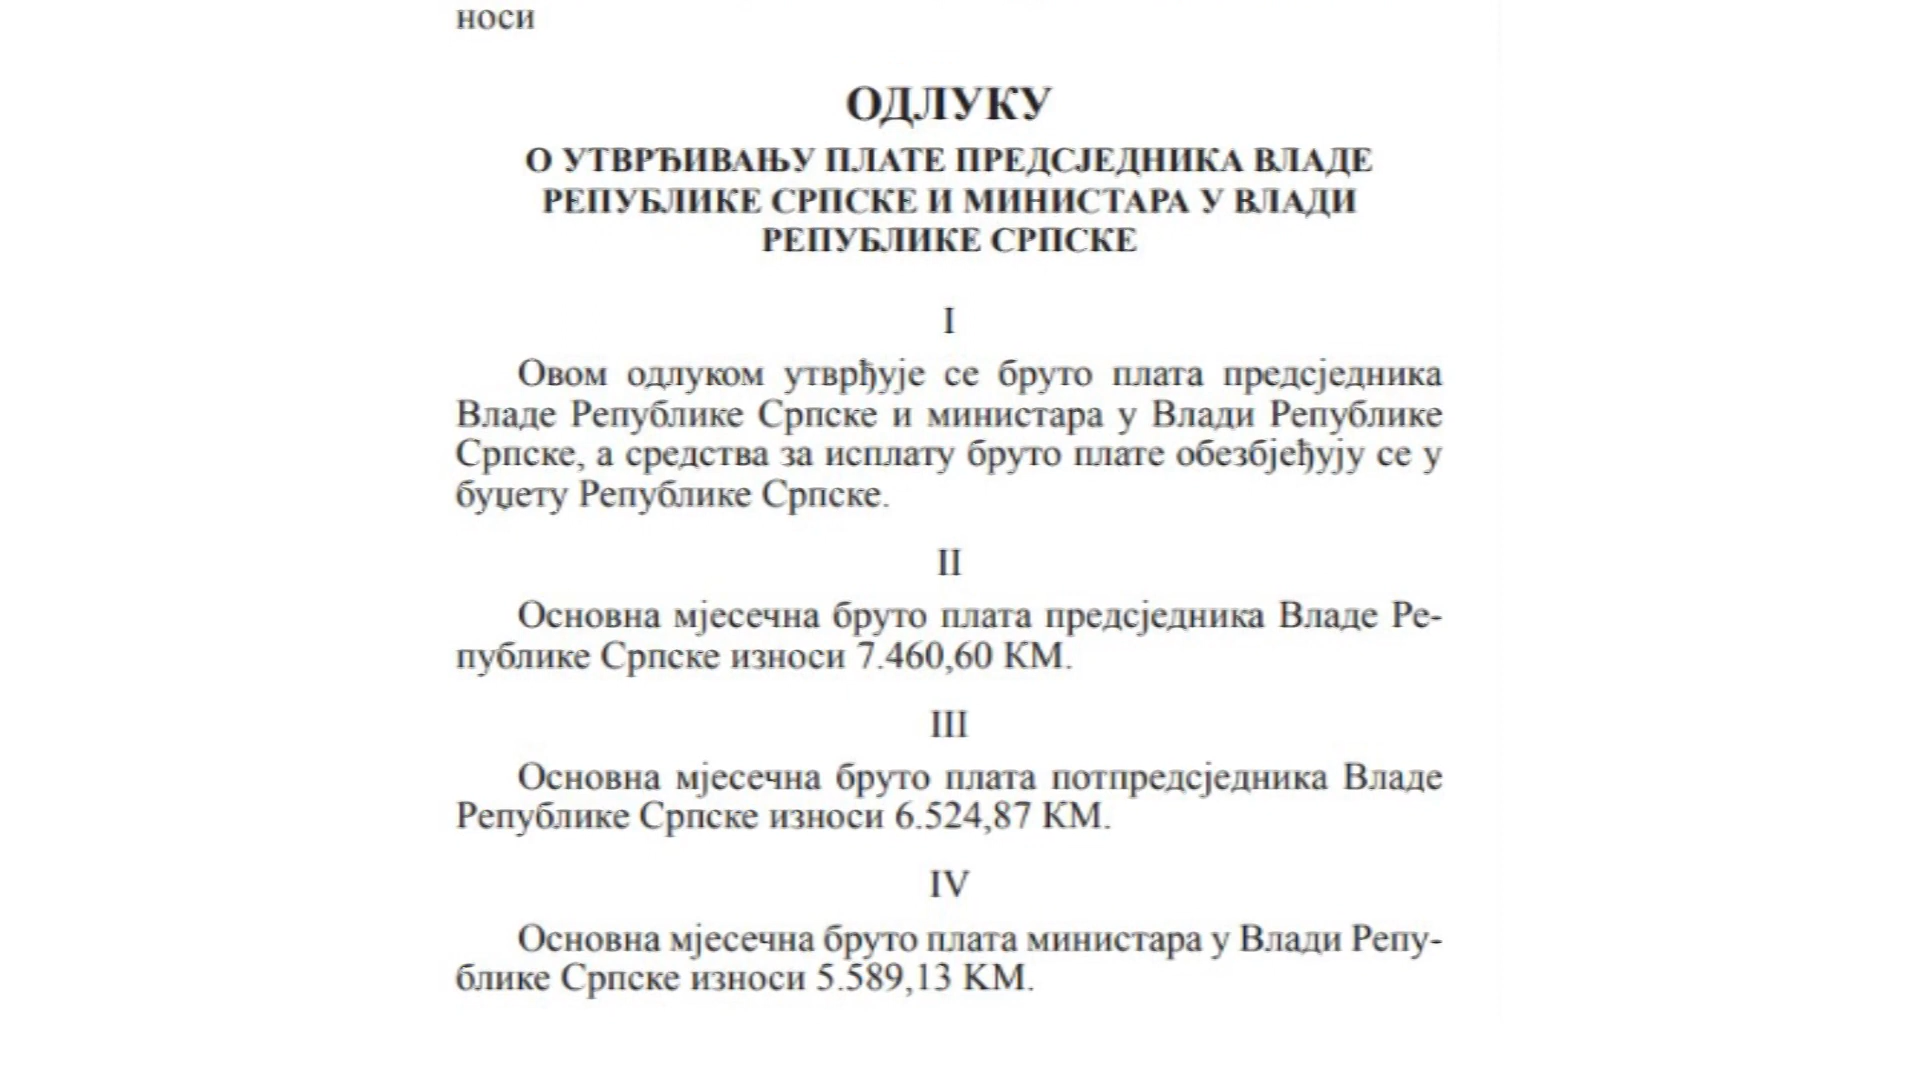 носи
ОДЛУКУ
О УТВРЂИВАЊУ ПЛАТЕ ПРЕДСЈЕДНИКА ВЛАДЕ
РЕПУБЛИКЕ СРПСКЕ И МИНИСТАРА У ВЛАДИ
РЕПУБЛИКЕ СРПСКЕ
I
Овом одлуком утврђује се бруто плата предсједника
Владе Републике Српске и министара у Влади Републике
Српске, а средства за исплату бруто плате обезбјеђују се у
буџету Републике Српске.
II
Основна мјесечна бруто плата предсједника Владе Ре-
публике Српске износи 7.460,60 КМ.
III
Основна мјесечна бруто плата потпредсједника Владе
Републике Српске износи 6.524,87 КМ.
IV
Основна мјесечна бруто плата министара у Влади Репу-
блике Српске износи 5.589,13 КМ.